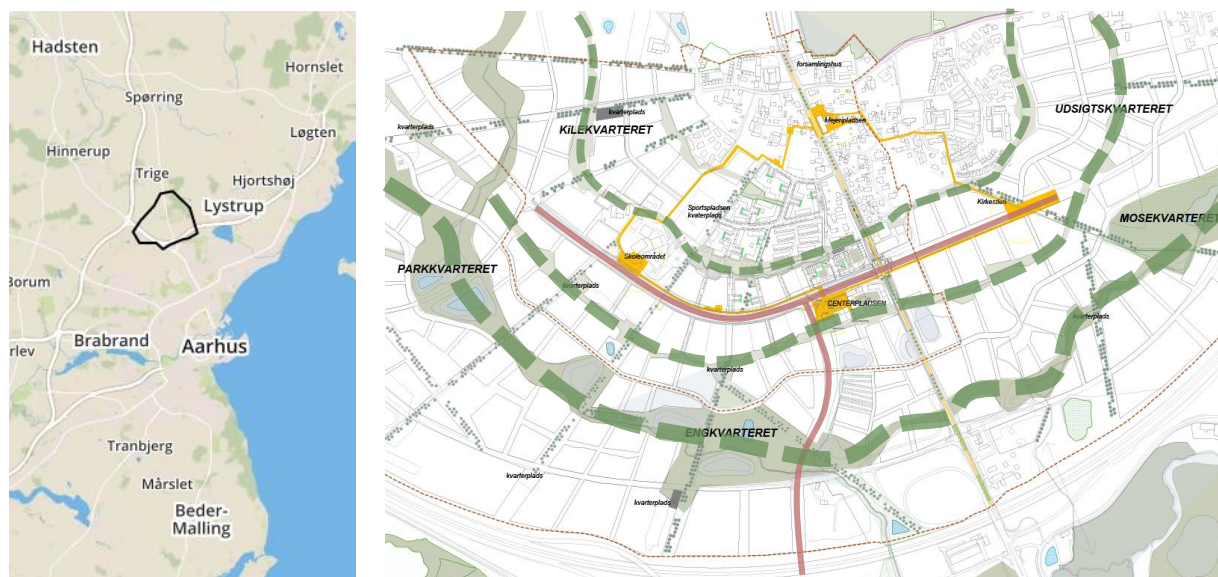 Hadsten
Hornslet
Spørring
Løgten
Hinnerup
Trige
Hjortshøj
Lystrup
Borum
Brabrand
Aarhus
rlev
Tranbjerg
Mårslet
Beder-
Malling
forsamlingshus
kvarterplads
KiLEKVARTERET
kvarterplads
Mejeripladsen
UDSIGTSKVARTERET
Sportspladsen
kvaterplads
Kirkestien
MOSEKVARTERET
Skoleområdet
PARKKVARTERET
kvarterplads
CENTERPLADSEN
kvarterplads
kvarterplads
ENGKVARTERET
kvarterplads
kvarterplads